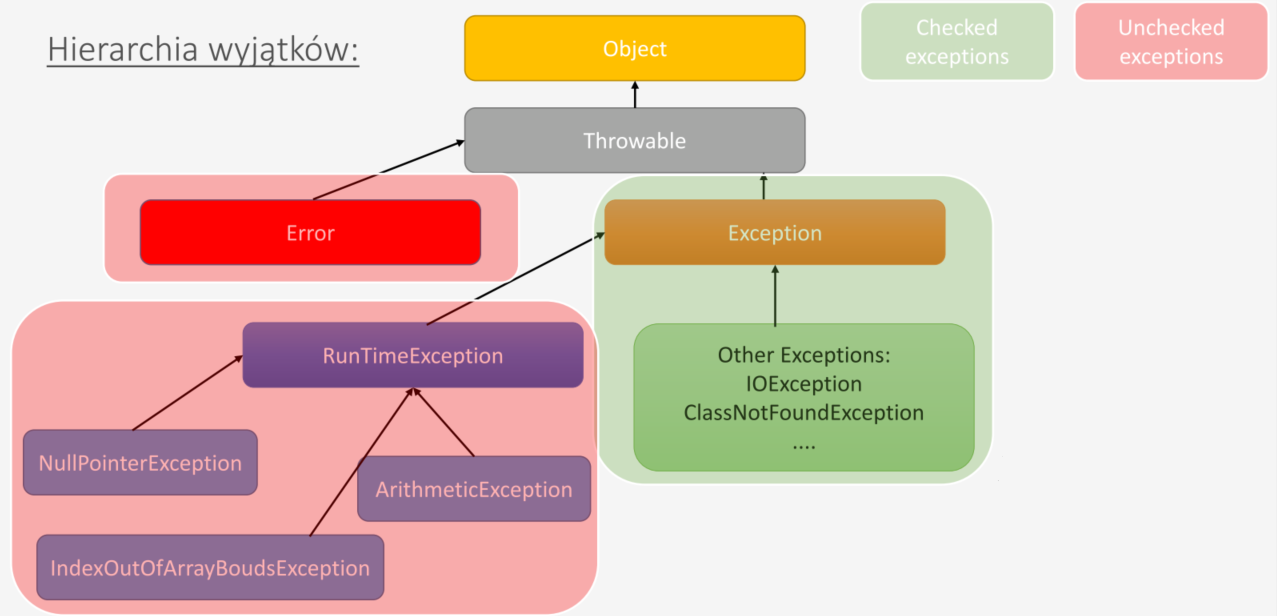 Hierarchia wyjątków:
Object
Checked
exceptions
Unchecked
exceptions
Throwable
Error
Exception
RunTimeException
Other Exceptions:
IOException
ClassNotFoundException
....
NullPointerException
ArithmeticException
IndexOutOfArrayBoudsException